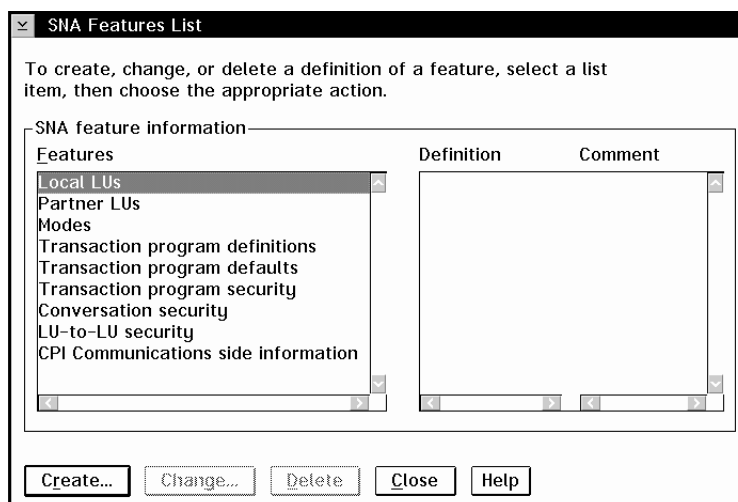 SNA Features List
To create, change, or delete a definition of a feature, select a list
item, then choose the appropriate action.
SNA feature information
Features
Definition
Comment
Local LUs
Partner LUs
Modes
Transaction program definitions
Transaction program defaults
Transaction program security
Conversation security
LU-to-LU security
CPI Communications side information
Create...
Change...
Delete
Close
Help